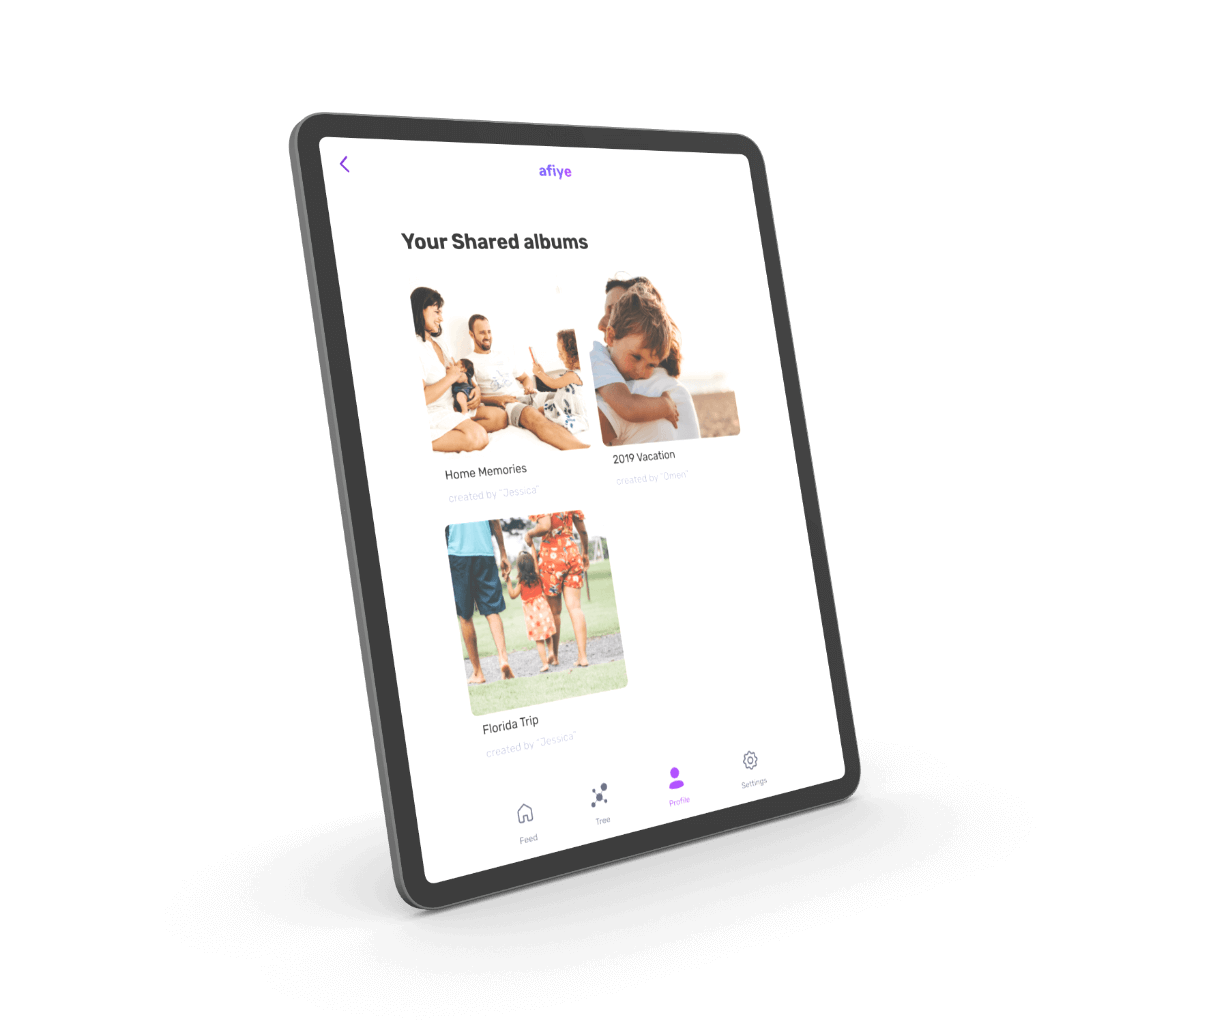 afiye
Your Shared albums
Home Memories
created by "Jessica"
2019 Vacation
created by "Omen"
Florida Trip
created by "Jessica"
Feed
Tree
Profile
Settings